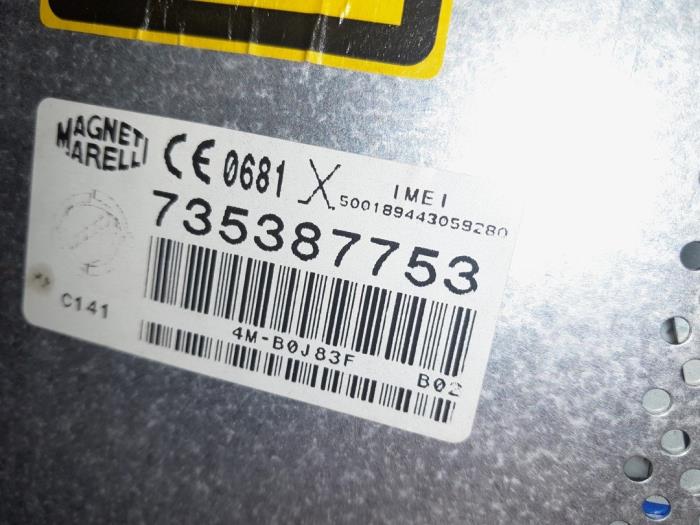 MAGNETI
MARELLI
CE 0681
IMEI
500189443059280
735387753
C141
4M-B0J83F
B02